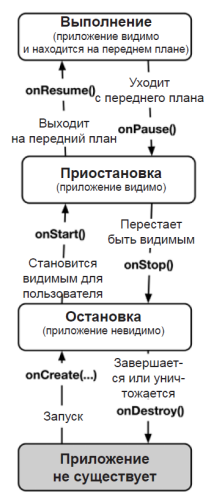 Выполнение
(приложение видимо
и находится на переднем плане)
onResume()
Уходит
с переднего плана
onPause()
Выходит
на передний план
Приостановка
(приложение видимо)
onStart()
Перестает
быть видимым
onStop()
Становится
видимым для
пользователя
Остановка
(приложение невидимо)
onCreate(...)
Завершает-
ся или унич-
тожается
onDestroy()
Запуск
Приложение
не существует